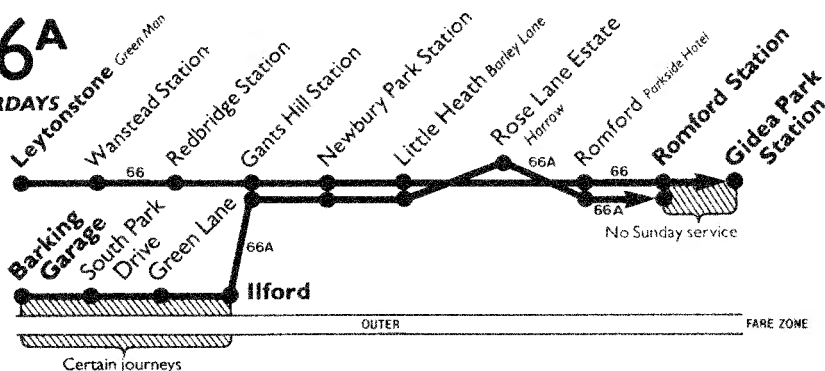 6A
RDAYS
Leytonstone Green Man
Wanstead Station
Redbridge Station
Gants Hill Station
Newbury Park Station
Little Heath Barley Lane
Rose Lane Estate
Harrow
Romford Parkside Hotel
Romford Station
Gidea Park
Station
66
66A
66
66A
No Sunday service
Barking
Garage
South Park
Drive
Green Lane
66A
Ilford
OUTER
FARE ZONE
Certain journeys